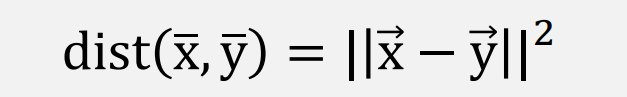 dist(x̅, y̅) = ||x⃗ − y⃗||²